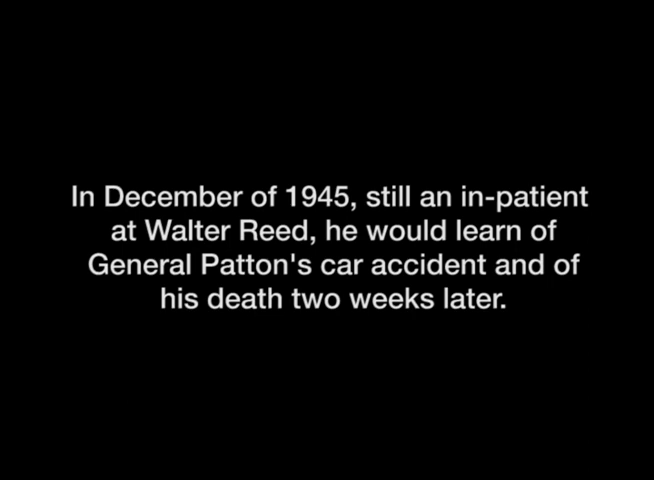 In December of 1945, still an in-patient
at Walter Reed, he would learn of
General Patton's car accident and of
his death two weeks later.